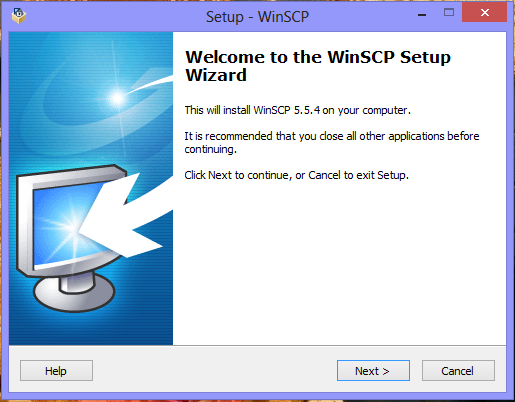 Setup - WinSCP
Welcome to the WinSCP Setup
Wizard
This will install WinSCP 5.5.4 on your computer.
It is recommended that you close all other applications before
continuing.
Click Next to continue, or Cancel to exit Setup.
Help
Next >
Cancel